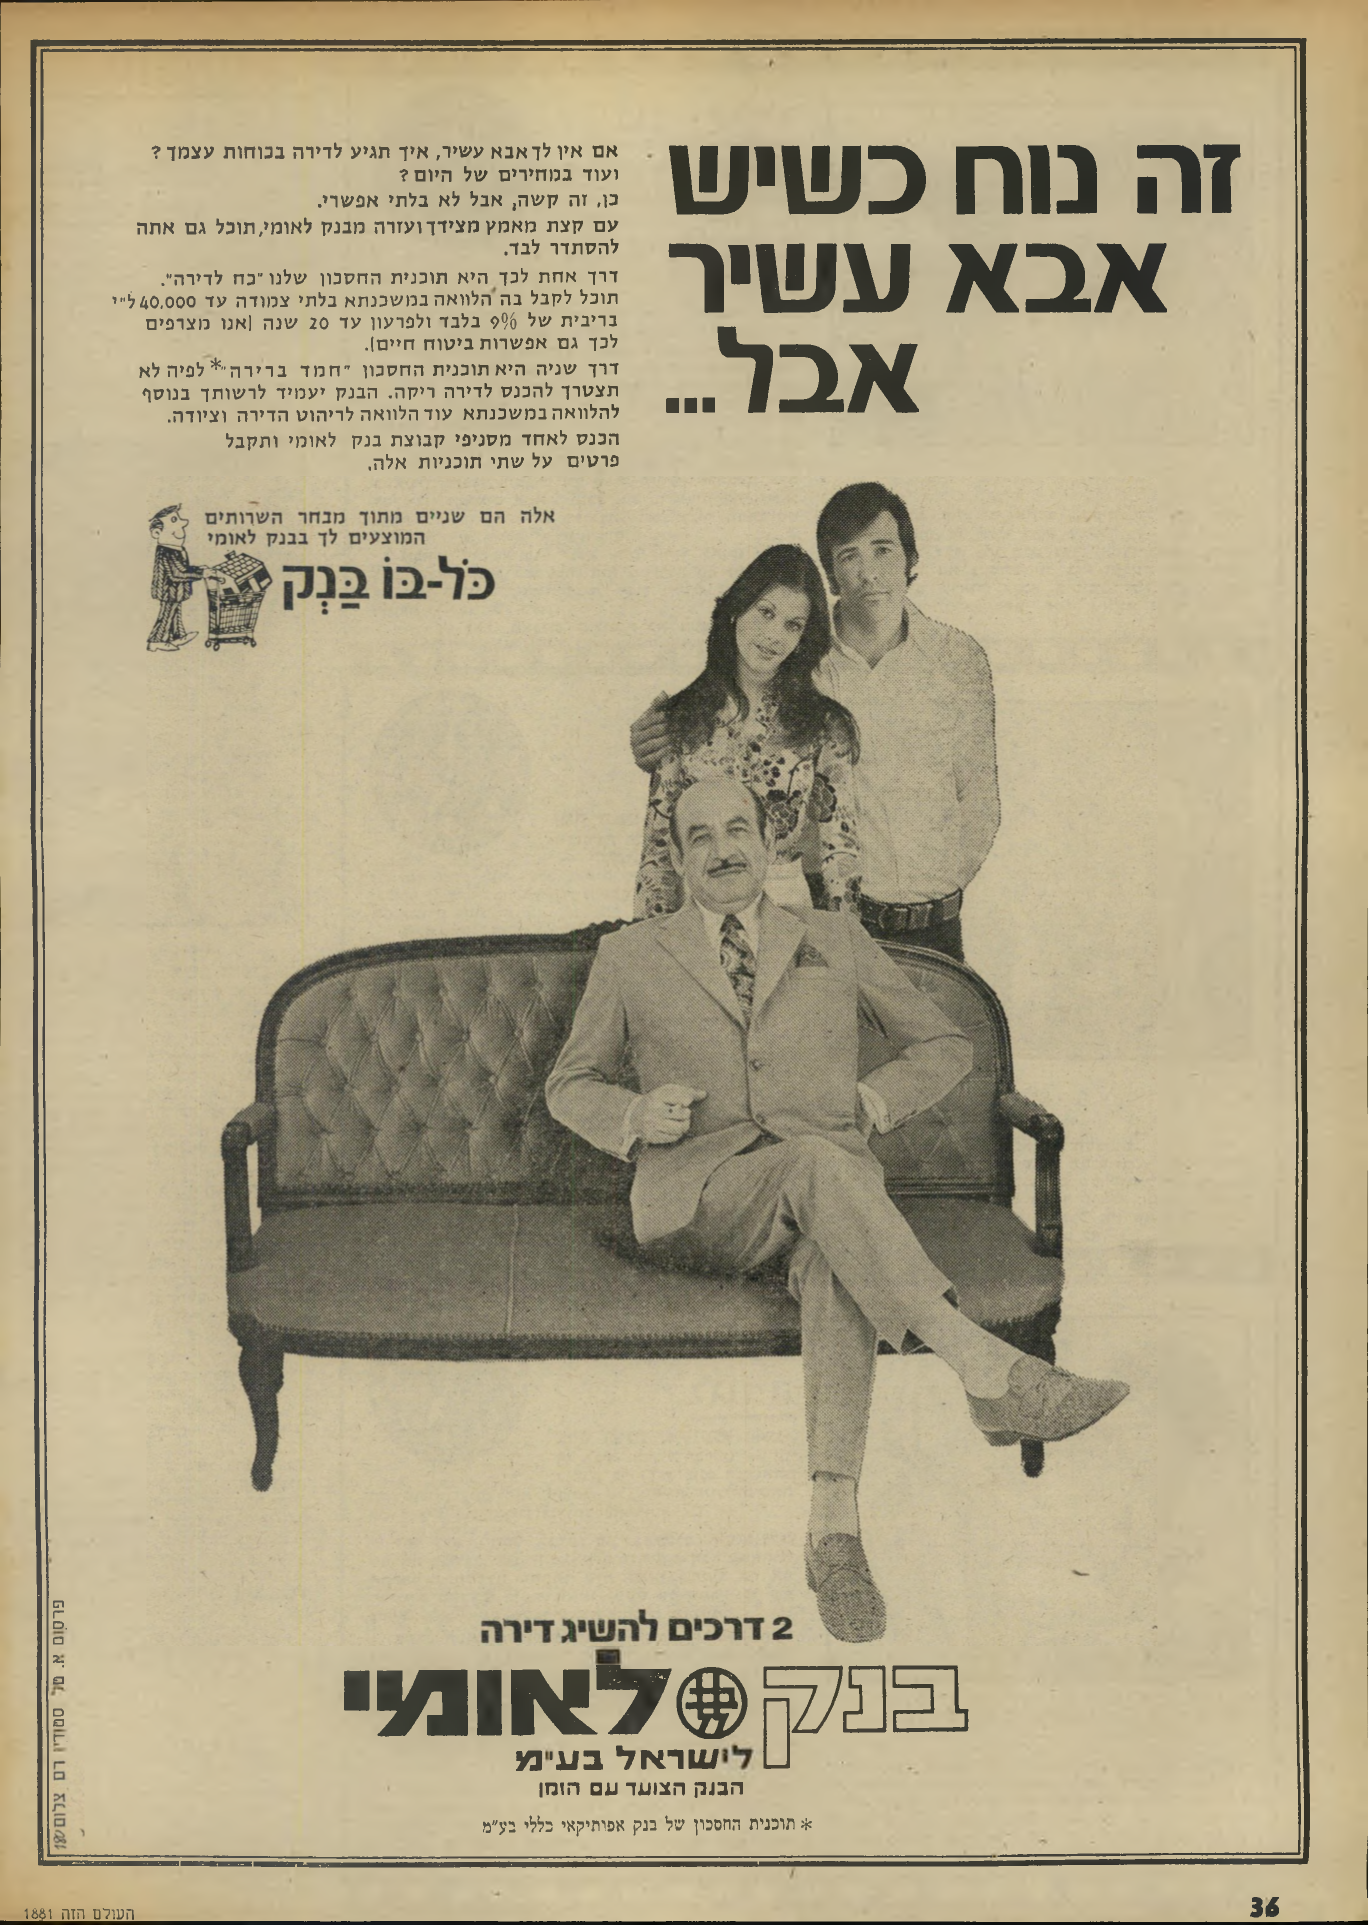 זה נוח כשיש
אבא עשיר
אבל...
אם אין לך אבא עשיר, איך תגיע לדירה בכוחות עצמך?
ועוד במחירים של היום?
כן, זה קשה, אבל לא בלתי אפשרי.
עם קצת מאמץ מצידך ועזרה מבנק לאומי, תוכל גם אתה
להסתדר לבד.
דרך אחת לכך היא תוכנית החסכון שלנו "כח לדירה".
תוכל לקבל בה הלוואה במשכנתא בלתי צמודה עד 40.000 ל"י
בריבית של 9% בלבד ולפרעון עד 20 שנה (אנו מצרפים
לכך גם אפשרות ביטוח חיים).
דרך שניה היא תוכנית החסכון "חמד ברירה"* לפיה לא
תצטרך להכנס לדירה ריקה. הבנק יעמיד לרשותך בנוסף
להלוואה במשכנתא עוד הלוואה לריהוט הדירה וציודה.
הכנס לאחד מסניפי קבוצת בנק לאומי ותקבל
פרטים על שתי תוכניות אלה.
אלה הם שניים מתוך מבחר השרותים
המוצעים לך בבנק לאומי
כֹּל-בּוֹ בַּנְק
2 דרכים להשיג דירה
בנק לאומי
לישראל בע"מ
הבנק הצועד עם הזמן
* תוכנית החסכון של בנק אפותיקאי כללי בע"מ
פרסום א. טל סטודיו רם צלום
36
העולם הזה 1881